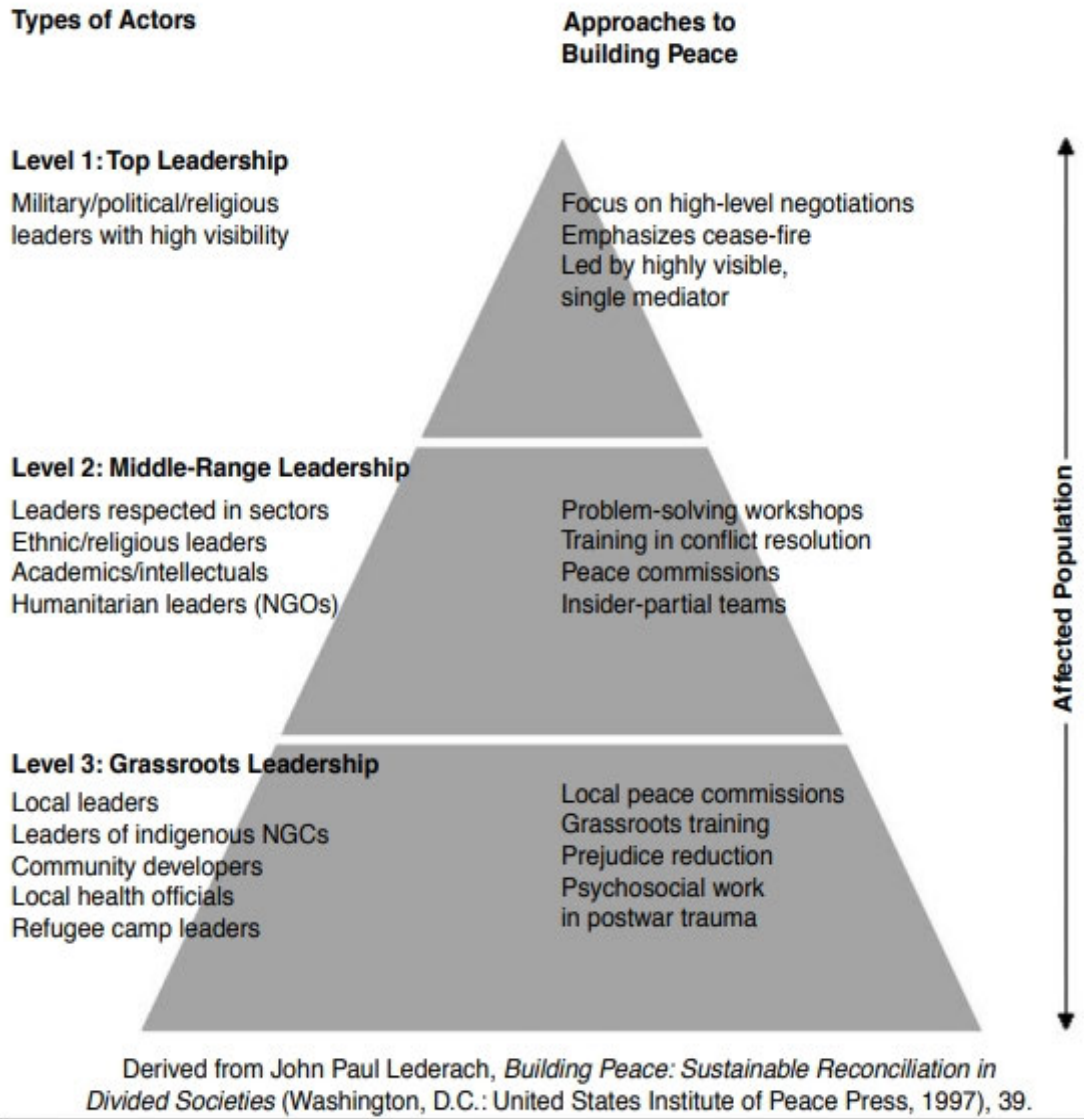 Types of Actors
Approaches to
Building Peace
Level 1: Top Leadership
Military/political/religious
leaders with high visibility
Focus on high-level negotiations
Emphasizes cease-fire
Led by highly visible,
single mediator
Level 2: Middle-Range Leadership
Leaders respected in sectors
Ethnic/religious leaders
Academics/intellectuals
Humanitarian leaders (NGOs)
Problem-solving workshops
Training in conflict resolution
Peace commissions
Insider-partial teams
Level 3: Grassroots Leadership
Local leaders
Leaders of indigenous NGCs
Community developers
Local health officials
Refugee camp leaders
Local peace commissions
Grassroots training
Prejudice reduction
Psychosocial work
in postwar trauma
Affected Population
Derived from John Paul Lederach, Building Peace: Sustainable Reconciliation in
Divided Societies (Washington, D.C.: United States Institute of Peace Press, 1997), 39.